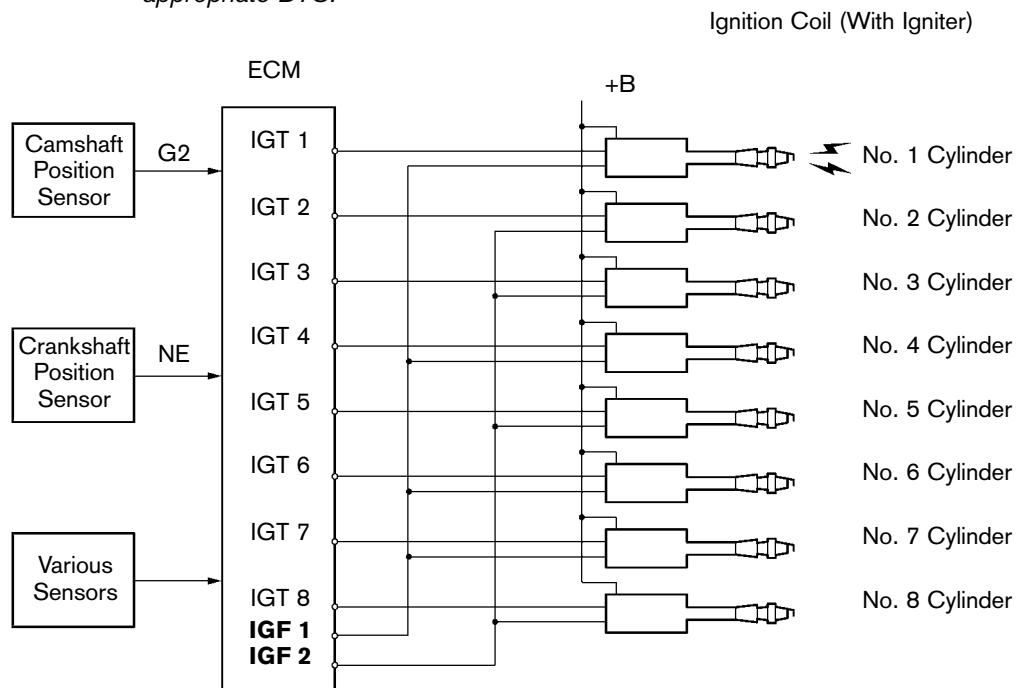 appropriate DTC.
Ignition Coil (With Igniter)
ECM
+B
Camshaft
Position
Sensor
G2
IGT 1
No. 1 Cylinder
IGT 2
No. 2 Cylinder
IGT 3
No. 3 Cylinder
Crankshaft
Position
Sensor
NE
IGT 4
No. 4 Cylinder
IGT 5
No. 5 Cylinder
IGT 6
No. 6 Cylinder
IGT 7
No. 7 Cylinder
Various
Sensors
IGT 8
No. 8 Cylinder
IGF 1
IGF 2